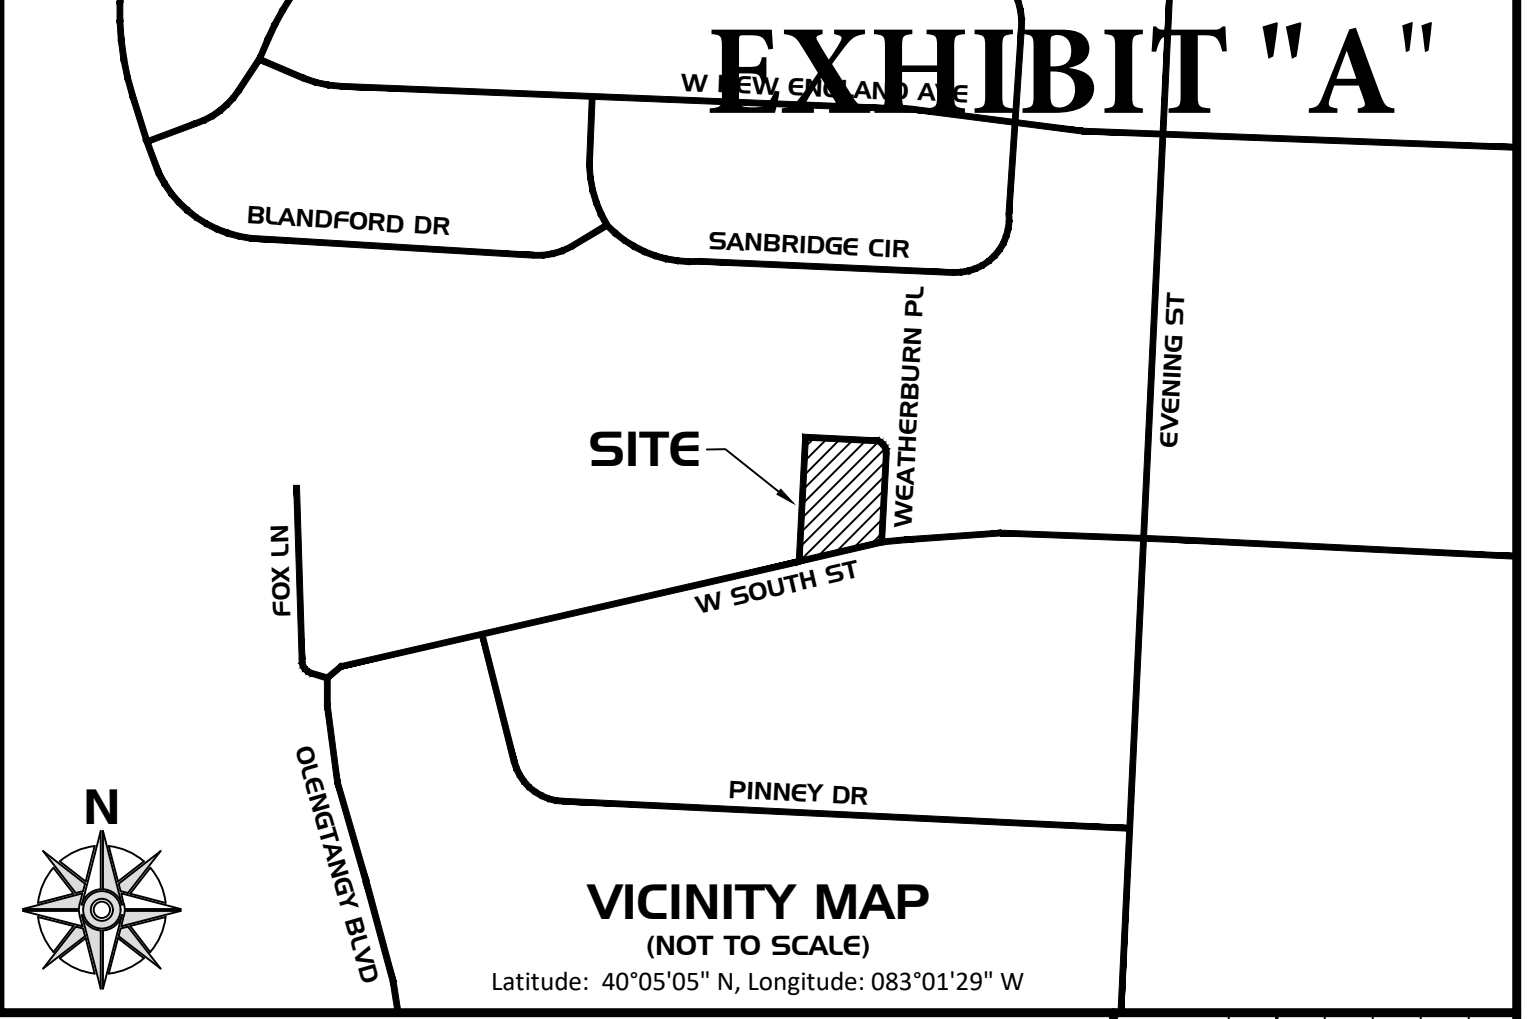 EXHIBIT "A"
W NEW ENGLAND AVE
BLANDFORD DR
SANBRIDGE CIR
WEATHERBURN PL
EVENING ST
SITE
FOX LN
W SOUTH ST
OLENGTANGY BLVD
PINNEY DR
N
VICINITY MAP
(NOT TO SCALE)
Latitude:  40°05'05" N, Longitude: 083°01'29" W